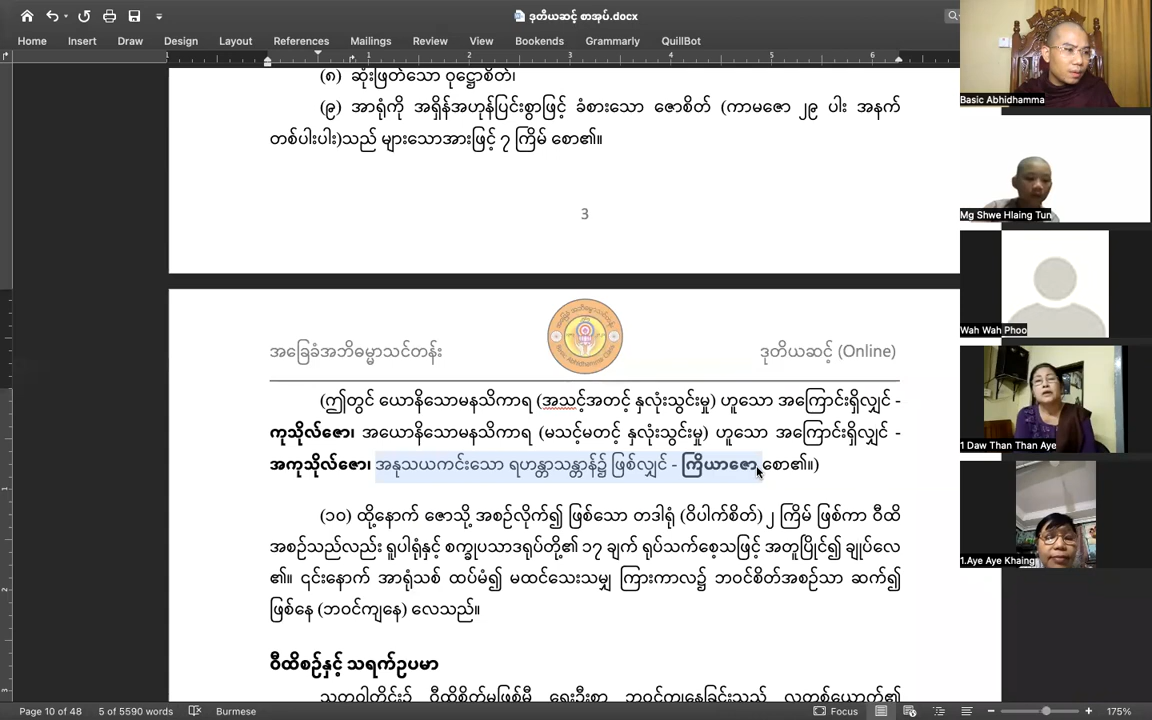 ဒုတိယဆင့် စာအုပ်.docx
Home Insert Draw Design Layout References Mailings Review View Bookends Grammarly QuillBot
(၈) ဆုံးဖြတ်သော ဝုဋ္ဌောစိတ်၊
(၉) အာရုံကို အရှိန်အဟုန်ပြင်းစွာဖြင့် ခံစားသော ဇောစိတ် (ကာမဇော ၂၉ ပါး အနက်
တစ်ပါးပါး)သည် များသောအားဖြင့် ၇ ကြိမ် စော၏။
3
အခြေခံအဘိဓမ္မာသင်တန်း
ဒုတိယဆင့် (Online)
(ဤတွင် ယောနိသောမနသိကာရ (အသင့်အတင့် နှလုံးသွင်းမှု) ဟူသော အကြောင်းရှိလျှင် -
ကုသိုလ်ဇော၊ အယောနိသောမနသိကာရ (မသင့်မတင့် နှလုံးသွင်းမှု) ဟူသော အကြောင်းရှိလျှင် -
အကုသိုလ်ဇော၊ အနုသယကင်းသော ရဟန္တာသန္တာန်၌ ဖြစ်လျှင် - ကြိယာဇော စော၏။)
(၁၀) ထို့နောက် ဇောသို့ အစဉ်လိုက်၍ ဖြစ်သော တဒါရုံ (ဝိပါက်စိတ်) ၂ ကြိမ် ဖြစ်ကာ ဝီထိ
အစဉ်သည်လည်း ရူပါရုံနှင့် စက္ခုပသာဒရုပ်တို့၏ ၁၇ ချက် ရုပ်သက်စေ့သဖြင့် အတူပြိုင်၍ ချုပ်လေ
၏။ ၎င်းနောက် အာရုံသစ် ထပ်မံ၍ မထင်သေးသမျှ ကြားကာလ၌ ဘဝင်စိတ်အစဉ်သာ ဆက်၍
ဖြစ်နေ (ဘဝင်ကျနေ) လေသည်။
ဝီထိစဉ်နှင့် သရက်ဥပမာ
Basic Abhidhamma
Mg Shwe Hlaing Tun
Wah Wah Phoo
1 Daw Than Than Aye
1.Aye Aye Khaing
Page 10 of 48 5 of 5590 words Burmese Focus 175%